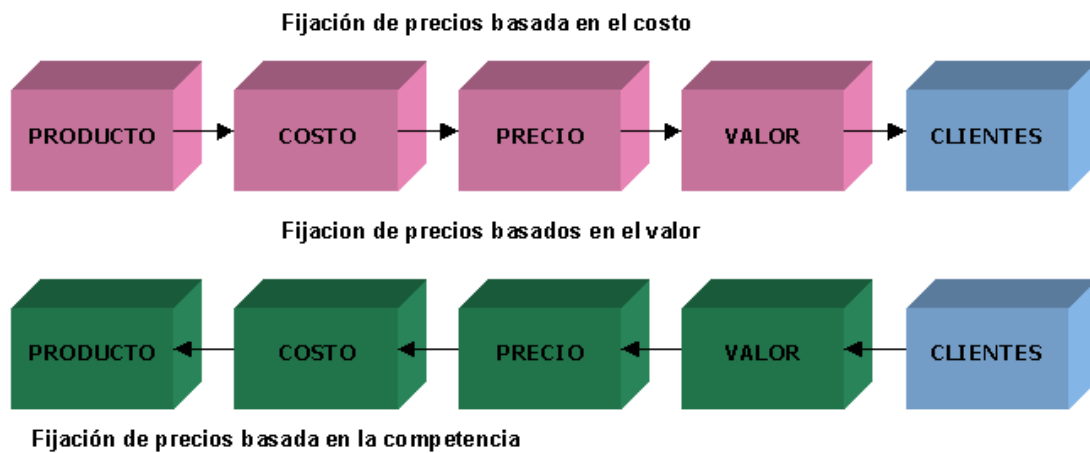 Fijación de precios basada en el costo
PRODUCTO COSTO PRECIO VALOR CLIENTES
Fijacion de precios basados en el valor
PRODUCTO COSTO PRECIO VALOR CLIENTES
Fijación de precios basada en la competencia